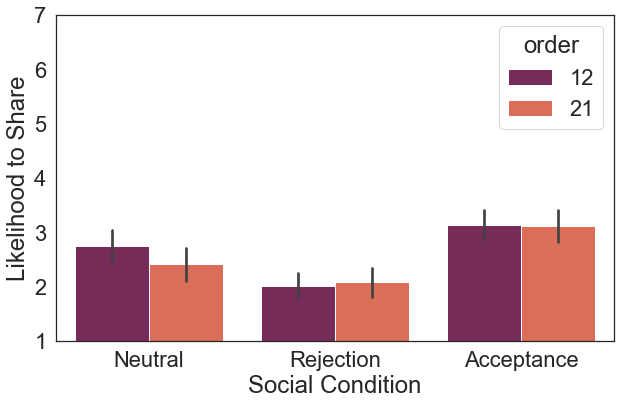 7
6
5
4
3
2
1
Likelihood to Share
order
12
21
Neutral Rejection Acceptance
Social Condition